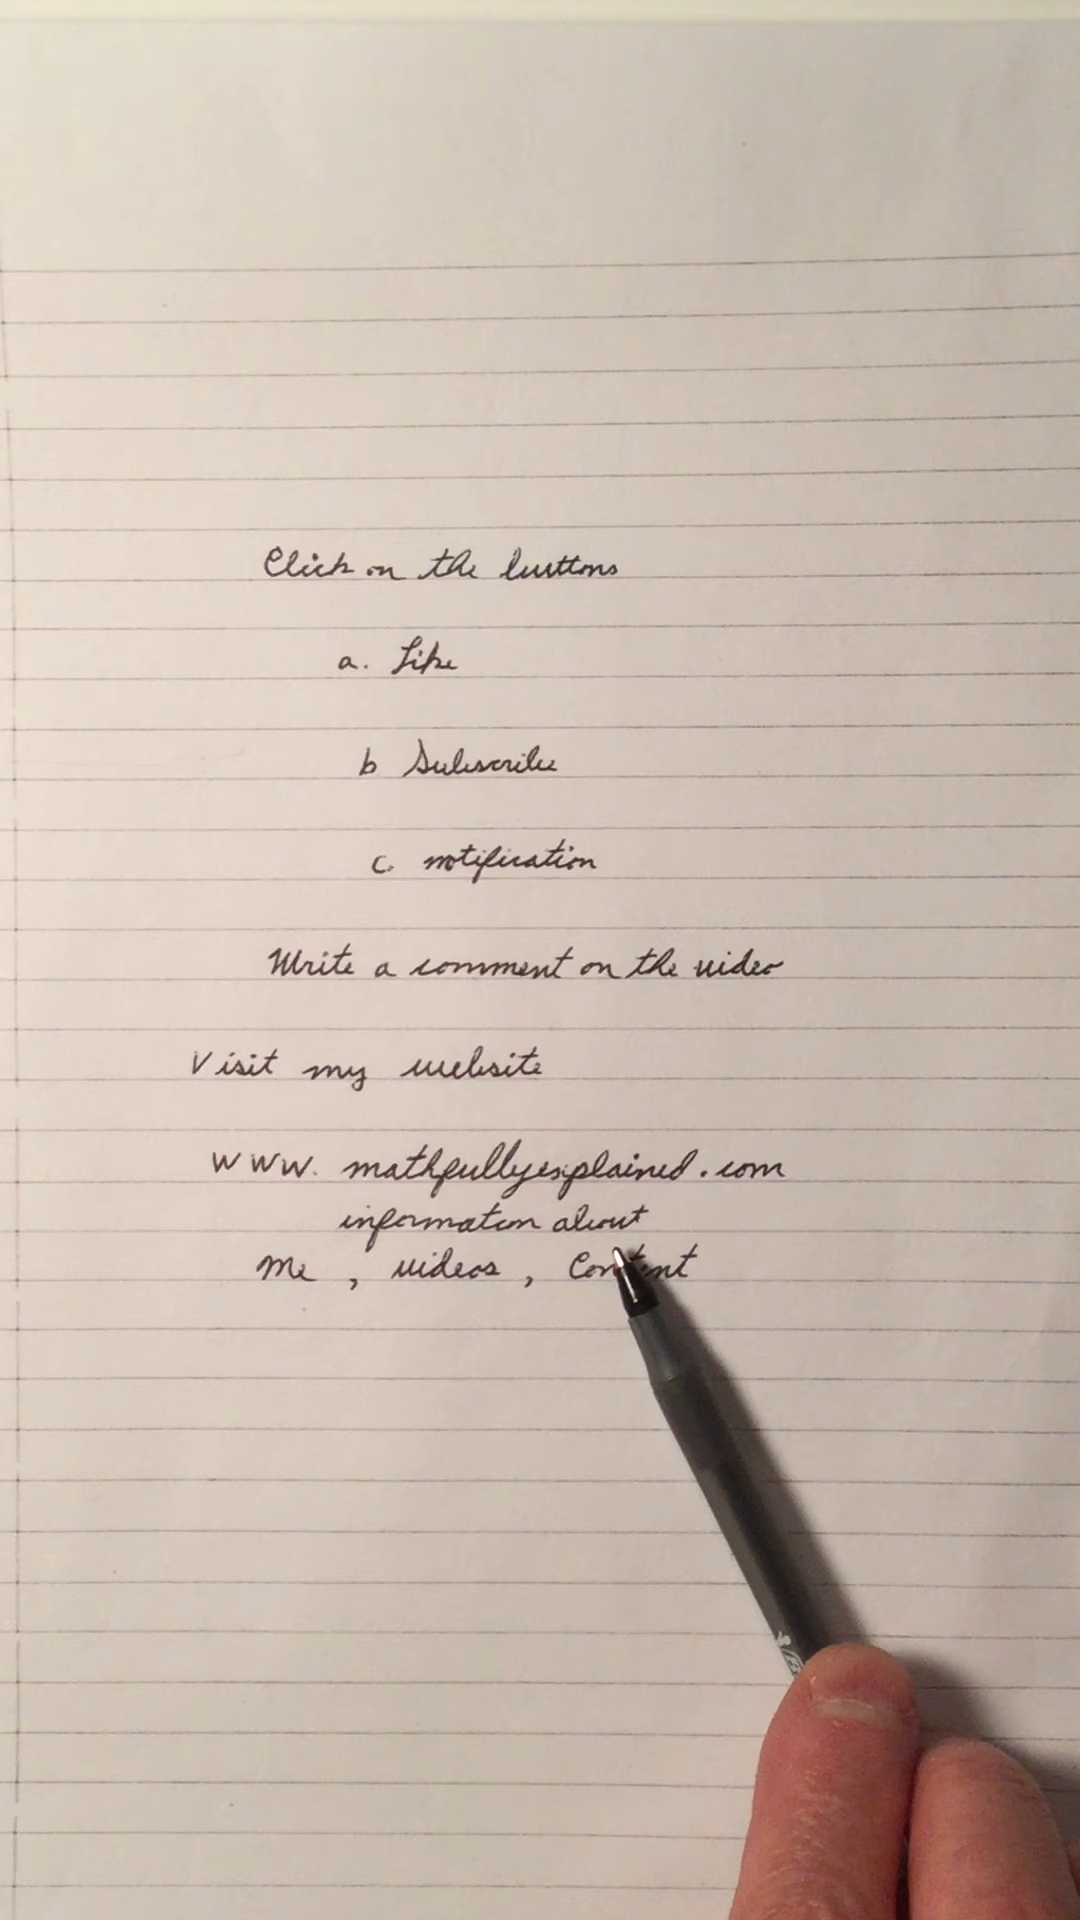 Click on the buttons
a. Like
b Subscribe
c. notification
Write a comment on the video
Visit my website
www. mathfullyexplained.com
information about
Me, videos, Content